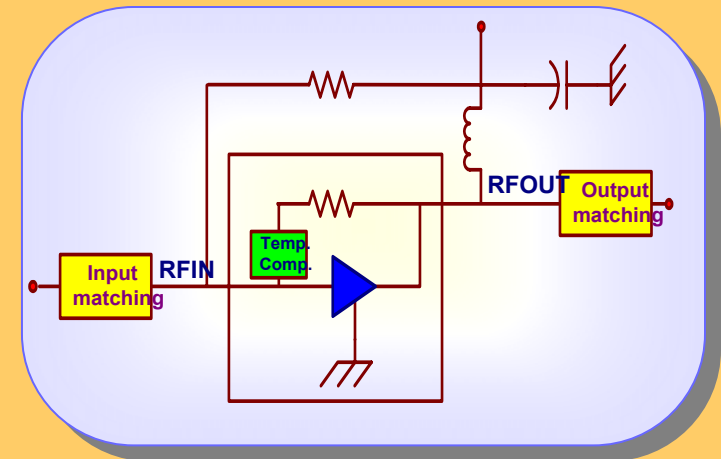 RFOUT
Output
matching
Temp.
Comp.
Input
matching
RFIN